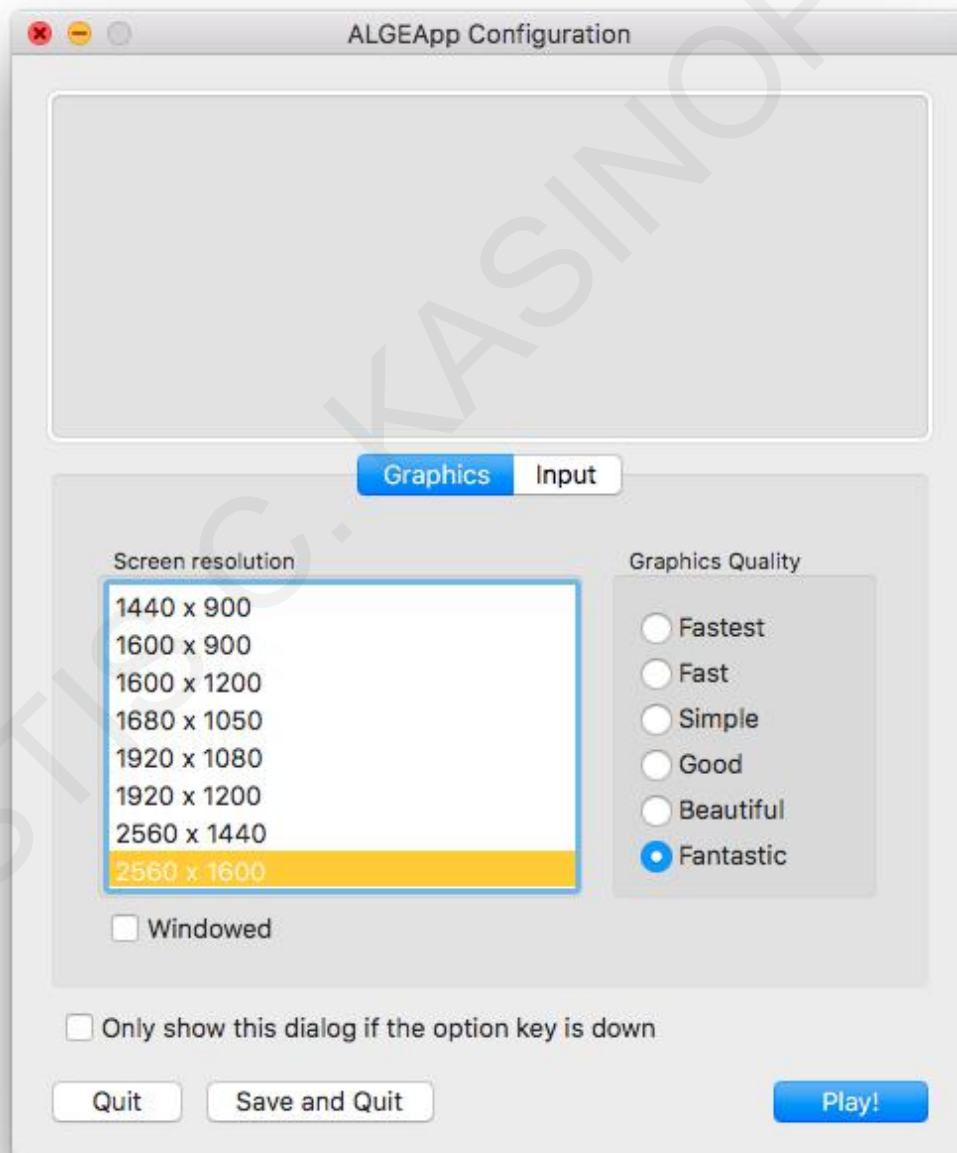 ALGEApp Configuration
Graphics
Input
Screen resolution
1440 x 900
1600 x 900
1600 x 1200
1680 x 1050
1920 x 1080
1920 x 1200
2560 x 1440
2560 x 1600
Windowed
Graphics Quality
Fastest
Fast
Simple
Good
Beautiful
Fantastic
Only show this dialog if the option key is down
Quit
Save and Quit
Play!
C. KASINOP